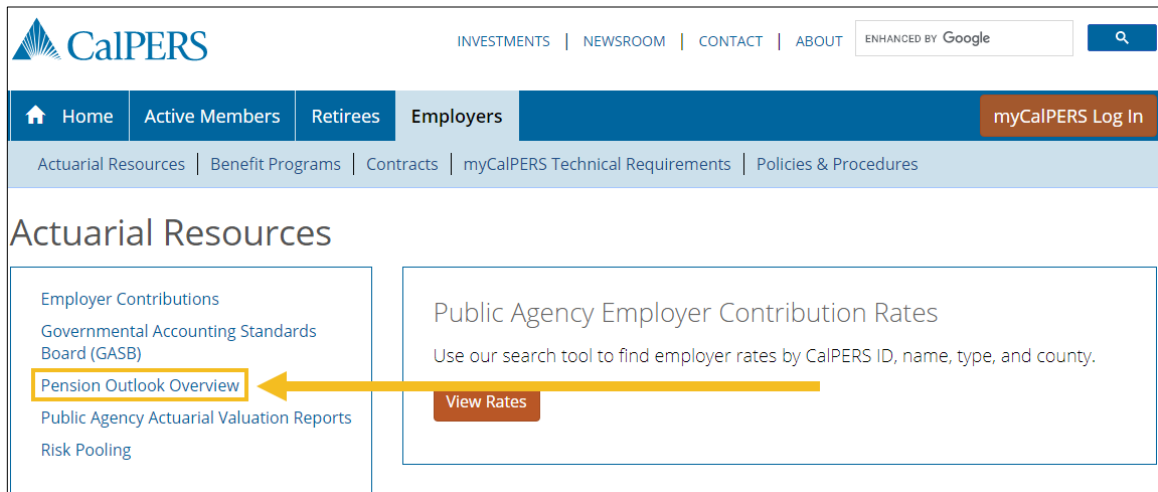 CalPERS
INVESTMENTS | NEWSROOM | CONTACT | ABOUT
ENHANCED BY Google
Home
Active Members
Retirees
Employers
myCalPERS Log In
Actuarial Resources | Benefit Programs | Contracts | myCalPERS Technical Requirements | Policies & Procedures
Actuarial Resources
Employer Contributions
Governmental Accounting Standards
Board (GASB)
Pension Outlook Overview
Public Agency Actuarial Valuation Reports
Risk Pooling
Public Agency Employer Contribution Rates
Use our search tool to find employer rates by CalPERS ID, name, type, and county.
View Rates